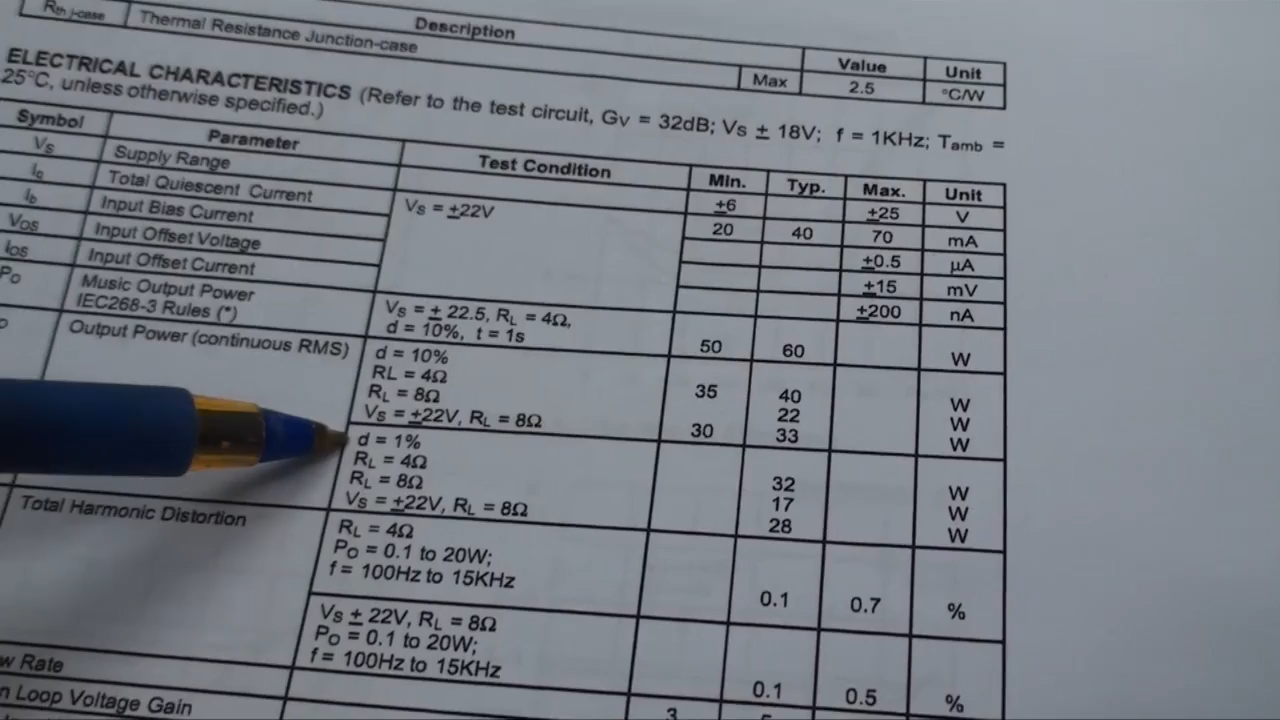 Description Value Unit
Rth j-case Thermal Resistance Junction-case Max 2.5 °C/W
ELECTRICAL CHARACTERISTICS (Refer to the test circuit, GV = 32dB; VS ± 18V; f = 1KHz; Tamb =
25°C, unless otherwise specified.)
Symbol Parameter Test Condition Min. Typ. Max. Unit
VS Supply Range ±6 ±25 V
Iq Total Quiescent Current VS = ±22V 20 40 70 mA
Ib Input Bias Current ±0.5 µA
VOS Input Offset Voltage ±15 mV
IOS Input Offset Current ±200 nA
PO Music Output Power
IEC268-3 Rules (*) VS = ± 22.5, RL = 4Ω,
d = 10%, t = 1s 50 60 W
Output Power (continuous RMS) d = 10%
RL = 4Ω 35 40 W
RL = 8Ω 22 W
VS = ±22V, RL = 8Ω 30 33 W
d = 1%
RL = 4Ω 32 W
RL = 8Ω 17 W
VS = ±22V, RL = 8Ω 28 W
Total Harmonic Distortion RL = 4Ω
PO = 0.1 to 20W;
f = 100Hz to 15KHz 0.1 0.7 %
VS ± 22V, RL = 8Ω
PO = 0.1 to 20W;
f = 100Hz to 15KHz 0.1 0.5 %
Rate
Loop Voltage Gain